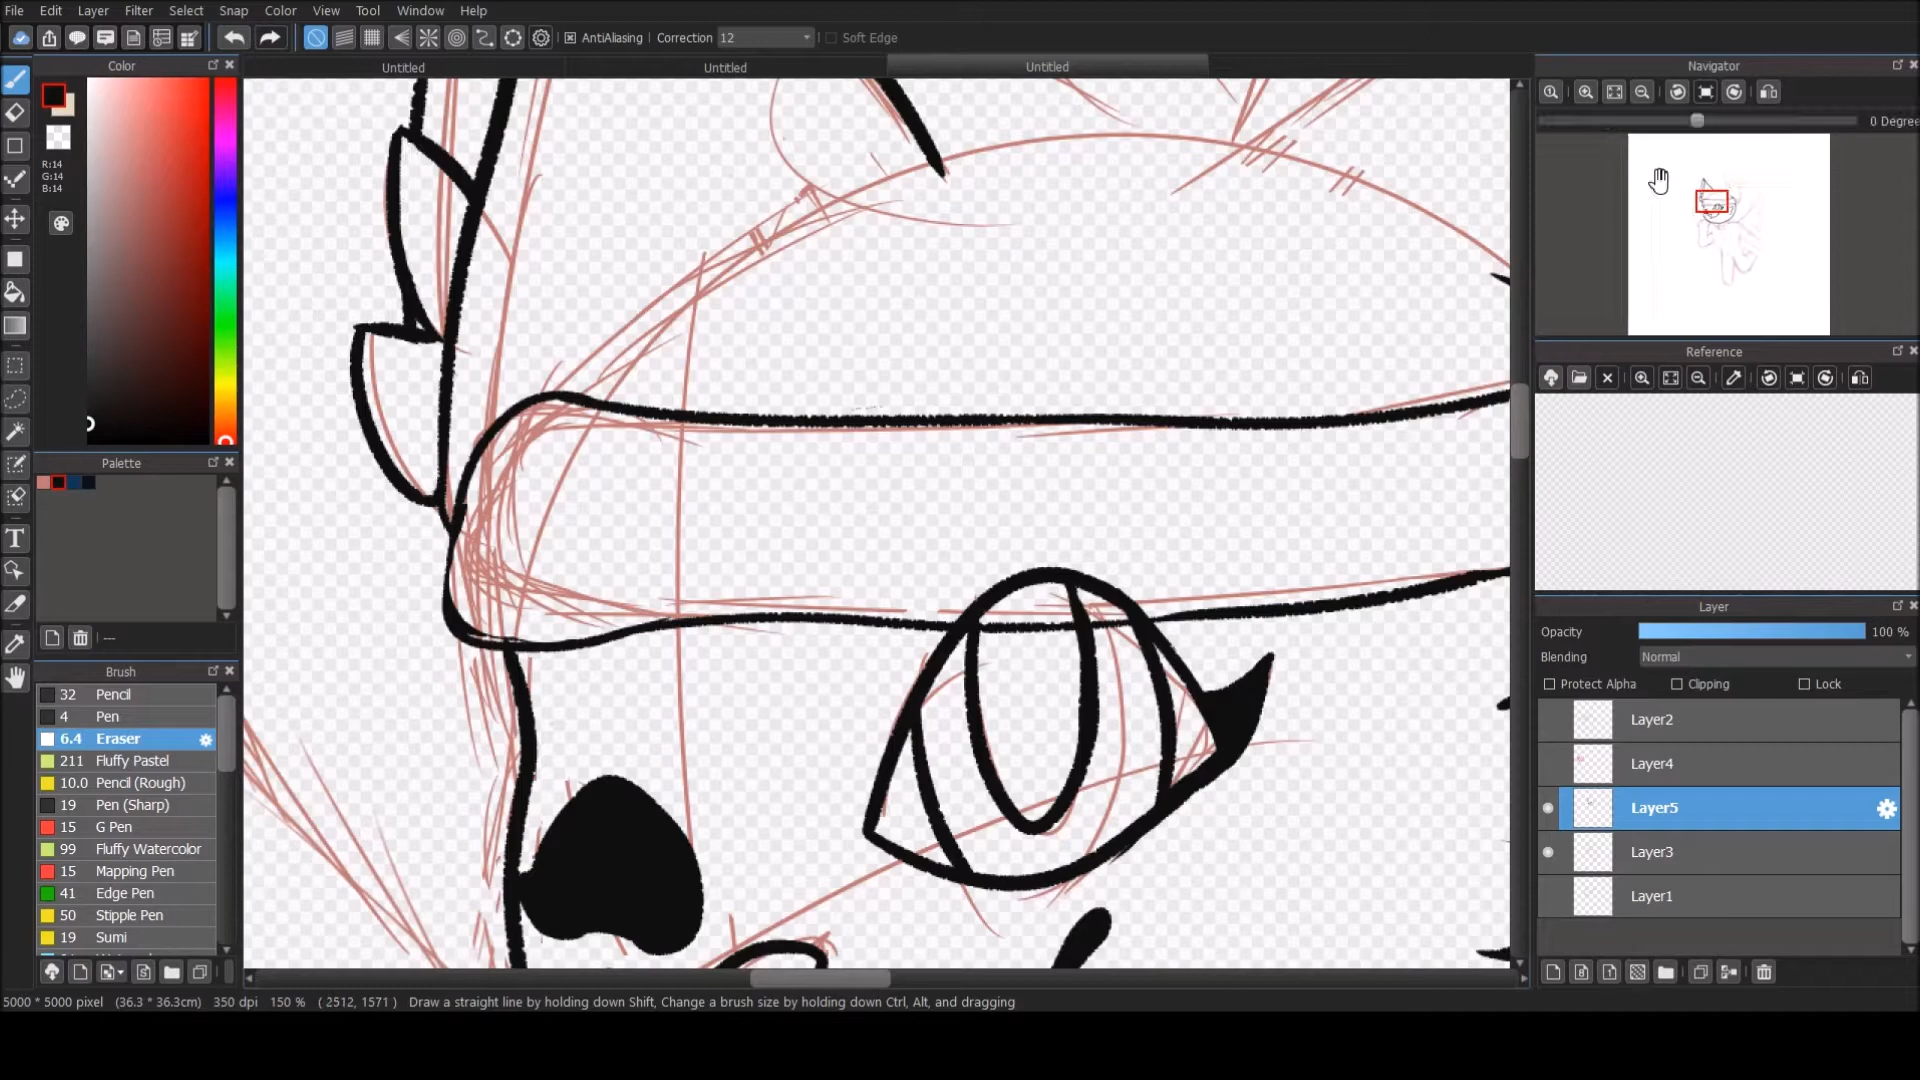 File Edit Layer Filter Select Snap Color View Tool Window Help
AntiAliasing Correction 12 Soft Edge
Color
Untitled Untitled Untitled
Navigator
0 Degree
R:14
G:14
B:14
Reference
Palette
---
Layer
Opacity 100 %
Blending Normal
Protect Alpha Clipping Lock
Layer2
Layer4
Layer5
Layer3
Layer1
T
Brush
32 Pencil
4 Pen
6.4 Eraser
211 Fluffy Pastel
10.0 Pencil (Rough)
19 Pen (Sharp)
15 G Pen
99 Fluffy Watercolor
15 Mapping Pen
41 Edge Pen
50 Stipple Pen
19 Sumi
5000 * 5000 pixel (36.3 * 36.3cm) 350 dpi 150 % ( 2512, 1571 ) Draw a straight line by holding down Shift, Change a brush size by holding down Ctrl, Alt, and dragging